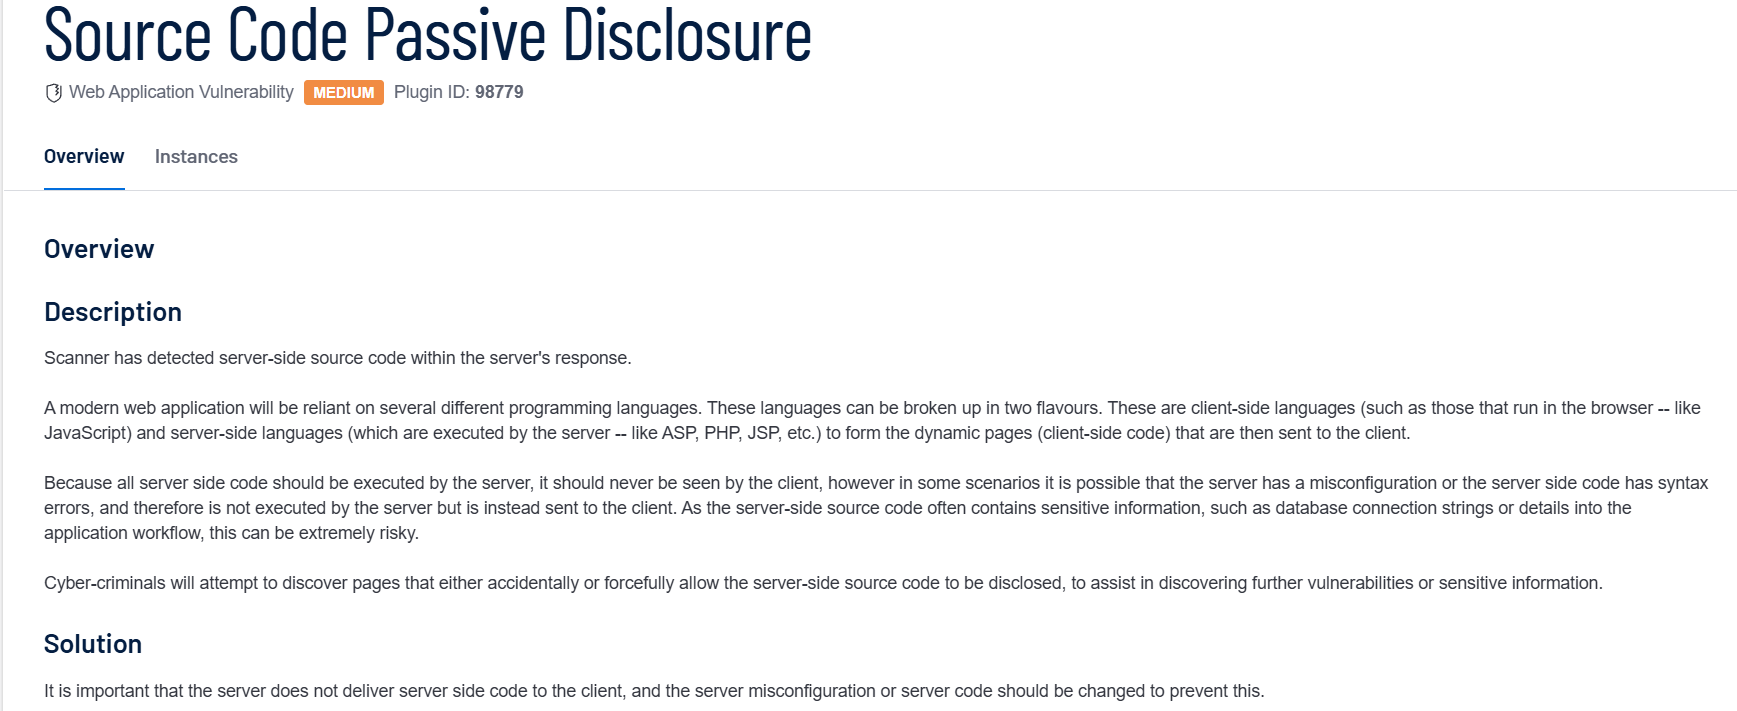 Source Code Passive Disclosure
Web Application Vulnerability MEDIUM Plugin ID: 98779
Overview Instances
Overview
Description
Scanner has detected server-side source code within the server's response.
A modern web application will be reliant on several different programming languages. These languages can be broken up in two flavours. These are client-side languages (such as those that run in the browser -- like
JavaScript) and server-side languages (which are executed by the server -- like ASP, PHP, JSP, etc.) to form the dynamic pages (client-side code) that are then sent to the client.
Because all server side code should be executed by the server, it should never be seen by the client, however in some scenarios it is possible that the server has a misconfiguration or the server side code has syntax
errors, and therefore is not executed by the server but is instead sent to the client. As the server-side source code often contains sensitive information, such as database connection strings or details into the
application workflow, this can be extremely risky.
Cyber-criminals will attempt to discover pages that either accidentally or forcefully allow the server-side source code to be disclosed, to assist in discovering further vulnerabilities or sensitive information.
Solution
It is important that the server does not deliver server side code to the client, and the server misconfiguration or server code should be changed to prevent this.